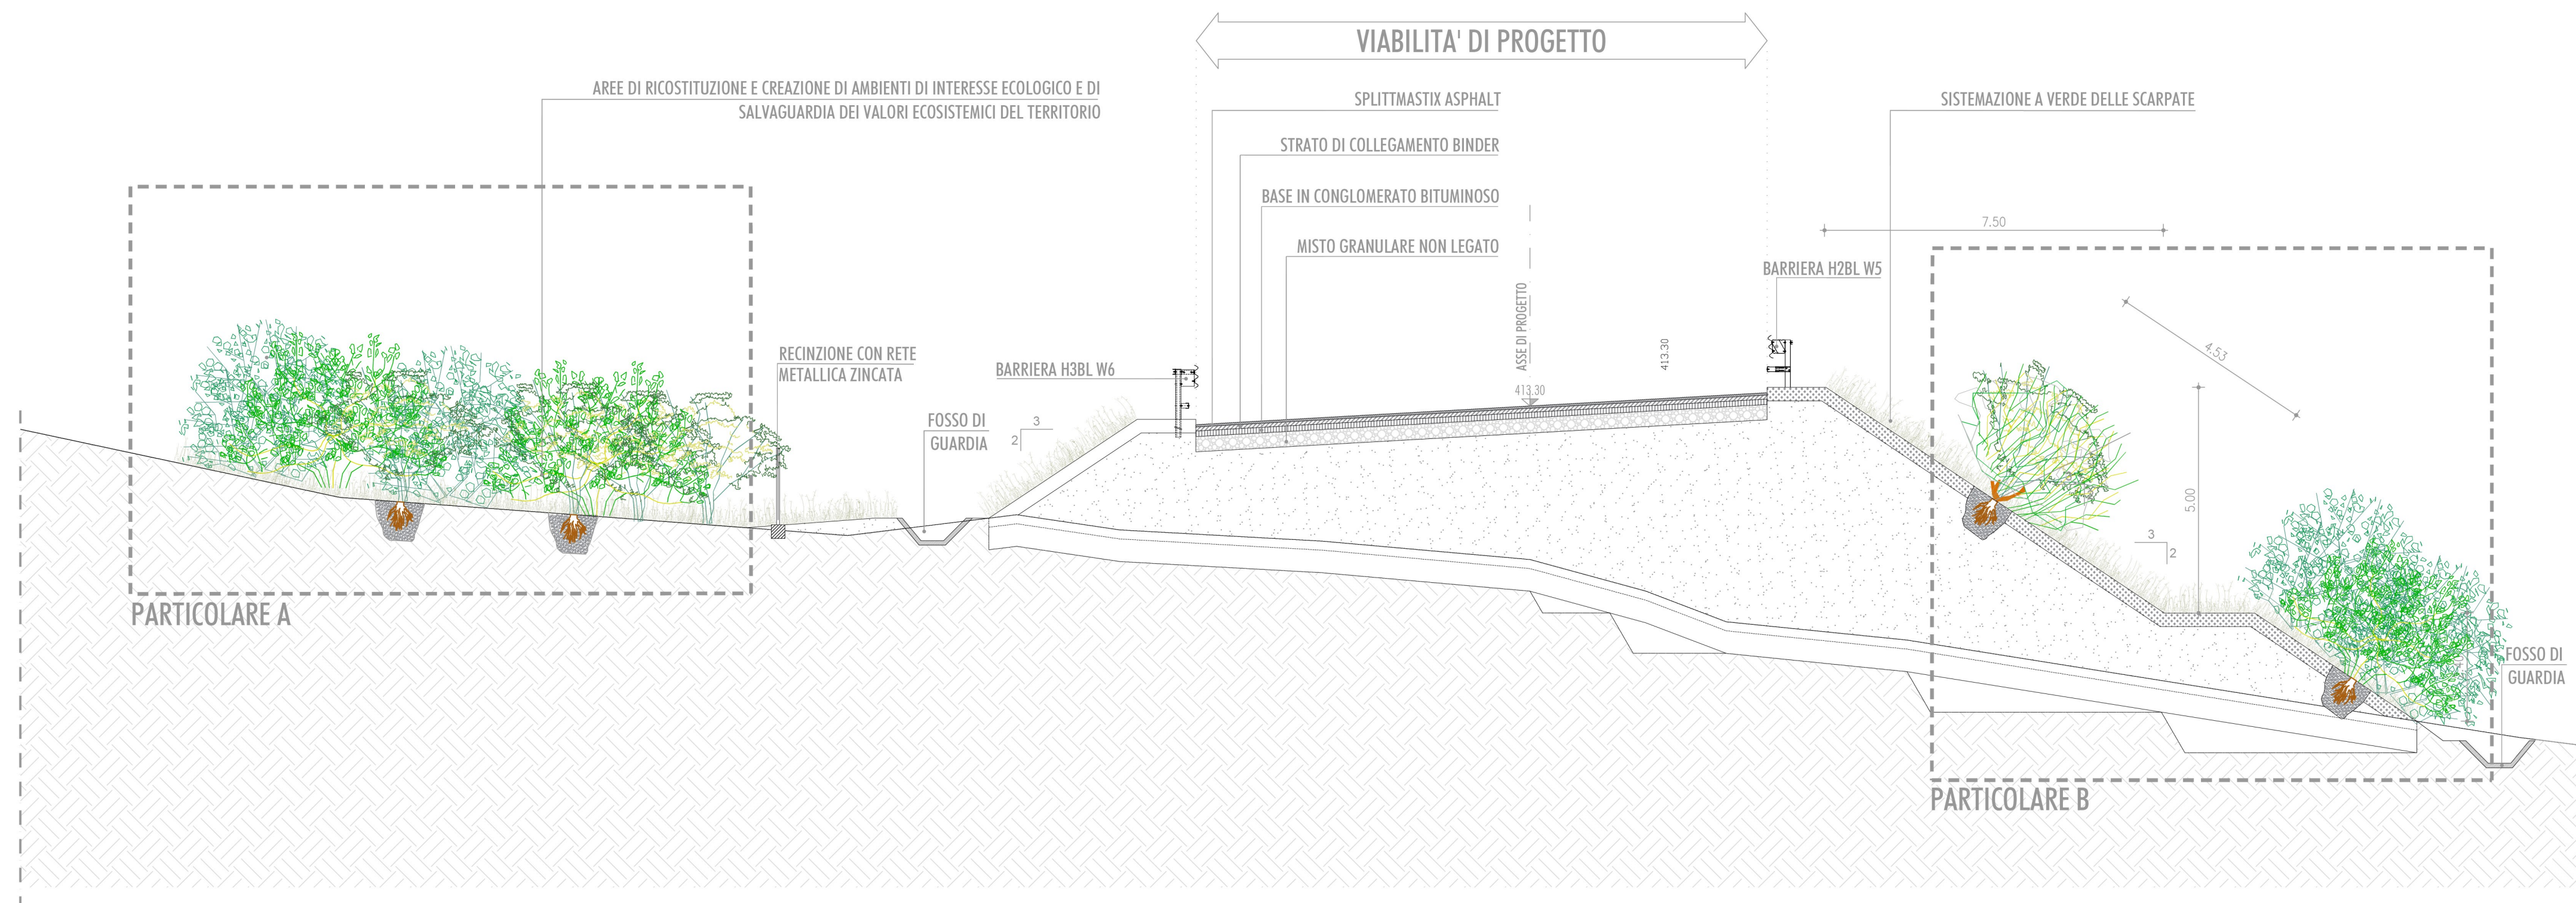 VIABILITA' DI PROGETTO
AREE DI RICOSTITUZIONE E CREAZIONE DI AMBIENTI DI INTERESSE ECOLOGICO E DI
SALVAGUARDIA DEI VALORI ECOSISTEMICI DEL TERRITORIO
SPLITTMASTIX ASPHALT
STRATO DI COLLEGAMENTO BINDER
BASE IN CONGLOMERATO BITUMINOSO
MISTO GRANULARE NON LEGATO
SISTEMAZIONE A VERDE DELLE SCARPATE
7.50
BARRIERA H2BL W5
ASSE DI PROGETTO
413.30
413.30
4.53
RECINZIONE CON RETE
METALLICA ZINCATA
BARRIERA H3BL W6
FOSSO DI
GUARDIA
3
2
5.00
3
2
PARTICOLARE A
FOSSO DI
GUARDIA
PARTICOLARE B